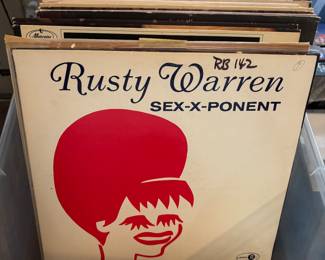 RB 142
Rusty Warren
SEX-X-PONENT